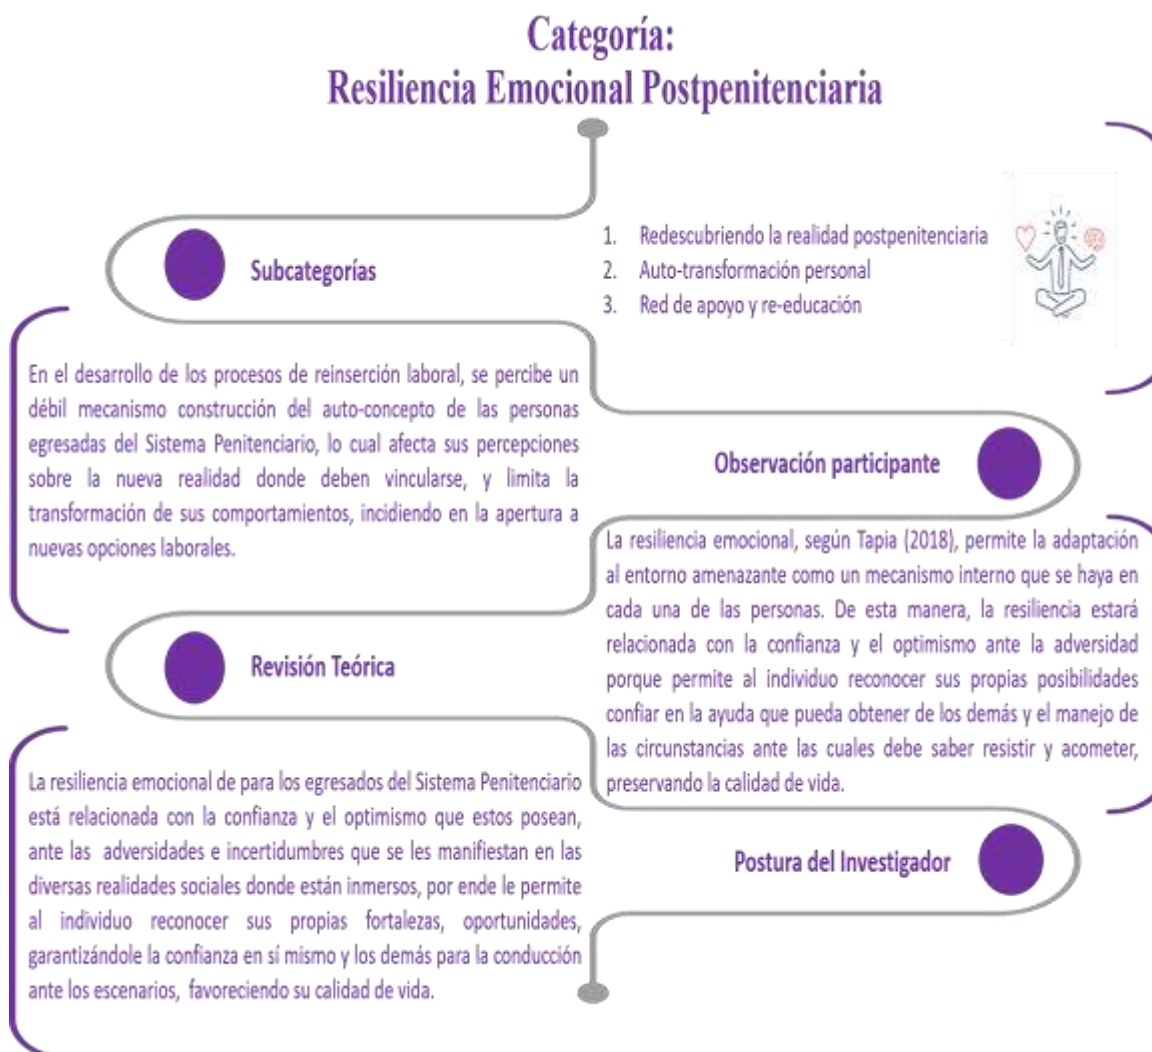 Categoría:
Resiliencia Emocional Postpenitenciaria
Subcategorías
1. Redescubriendo la realidad postpenitenciaria
2. Auto-transformación personal
3. Red de apoyo y re-educación
Observación participante
En el desarrollo de los procesos de reinserción laboral, se percibe un
débil mecanismo construcción del auto-concepto de las personas
egresadas del Sistema Penitenciario, lo cual afecta sus percepciones
sobre la nueva realidad donde deben vincularse, y limita la
transformación de sus comportamientos, incidiendo en la apertura a
nuevas opciones laborales.
Revisión Teórica
La resiliencia emocional, según Tapia (2018), permite la adaptación
al entorno amenazante como un mecanismo interno que se haya en
cada una de las personas. De esta manera, la resiliencia estará
relacionada con la confianza y el optimismo ante la adversidad
porque permite al individuo reconocer sus propias posibilidades
confiar en la ayuda que pueda obtener de los demás y el manejo de
las circunstancias ante las cuales debe saber resistir y acometer,
preservando la calidad de vida.
Postura del Investigador
La resiliencia emocional de para los egresados del Sistema Penitenciario
está relacionada con la confianza y el optimismo que estos posean,
ante las adversidades e incertidumbres que se les manifiestan en las
diversas realidades sociales donde están inmersos, por ende le permite
al individuo reconocer sus propias fortalezas, oportunidades,
garantizándole la confianza en sí mismo y los demás para la conducción
ante los escenarios, favoreciendo su calidad de vida.